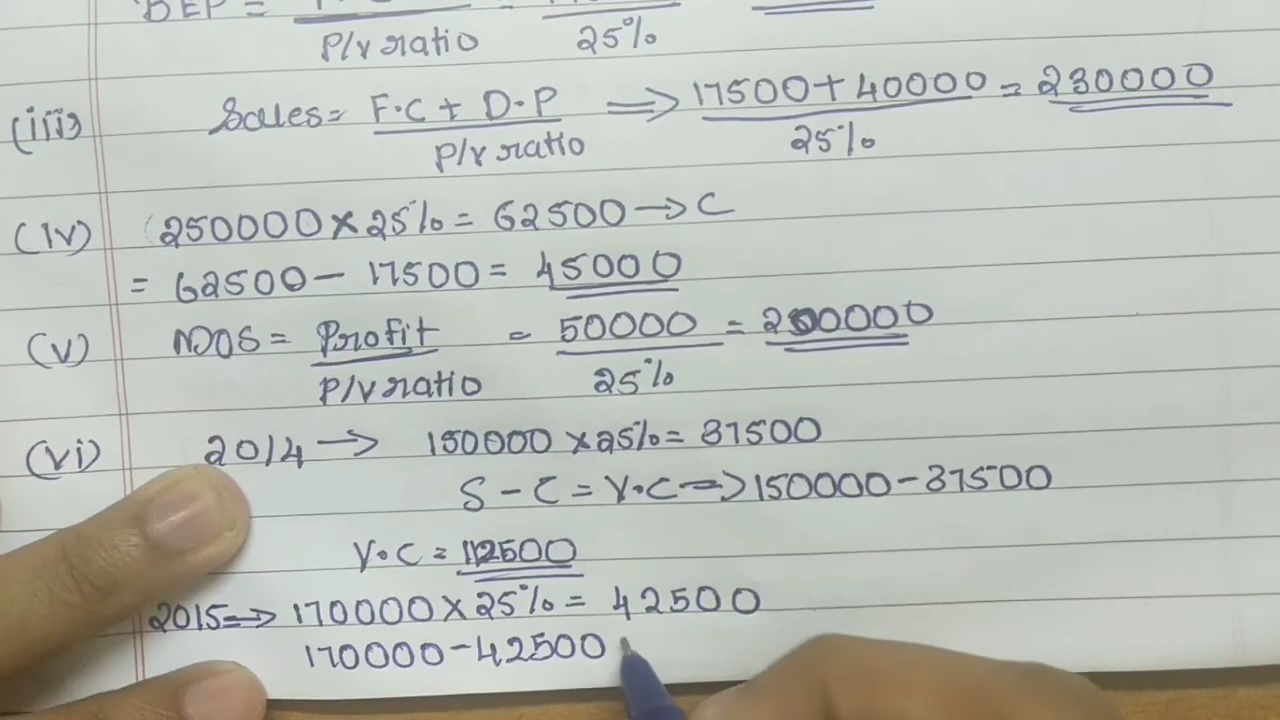 BEP =
P/V ratio 25%
(iii) Sales = F.C + D.P ⇒ 17500 + 40000 = 230000
P/V ratio 25%
(iv) 250000 × 25% = 62500 → C
= 62500 - 17500 = 45000
(v) MOS = Profit = 50000 = 200000
P/V ratio 25%
(vi) 2014 → 150000 × 25% = 37500
S - C = V.C ⇒ 150000 - 37500
V.C = 112500
2015 ⇒ 170000 × 25% = 42500
170000 - 42500